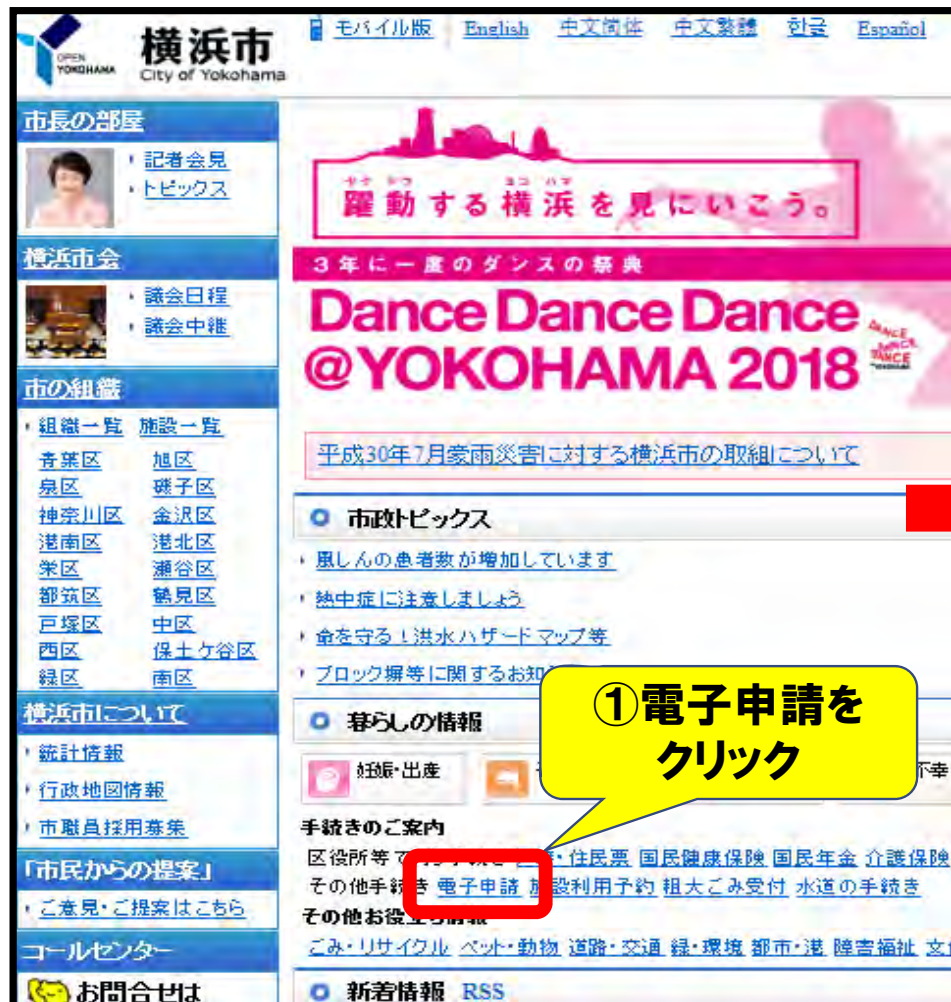 OPEN
YOKOHAMA
横浜市
City of Yokohama
モバイル版 English 中文简体 中文繁體 한글 Español
市長の部屋
記者会見
トピックス
横浜市会
議会日程
議会中継
市の組織
組織一覧 施設一覧
青葉区 旭区
泉区 磯子区
神奈川区 金沢区
港南区 港北区
栄区 瀬谷区
都筑区 鶴見区
戸塚区 中区
西区 保土ケ谷区
緑区 南区
横浜市について
統計情報
行政地図情報
市職員採用募集
「市民からの提案」
ご意見・ご提案はこちら
コールセンター
お問合せは
躍動する横浜を見にいこう。
3年に一度のダンスの祭典
Dance Dance Dance
@YOKOHAMA 2018
DANCE
DANCE
DANCE
平成30年7月豪雨災害に対する横浜市の取組について
市政トピックス
風しんの患者数が増加しています
熱中症に注意しましょう
命を守る!洪水ハザードマップ等
ブロック塀等に関するお知
①電子申請を
クリック
暮らしの情報
妊娠・出産
不幸
手続きのご案内
区役所等で ・住民票 国民健康保険 国民年金 介護保険
その他手続き 電子申請 施設利用予約 粗大ごみ受付 水道の手続き
その他お役立ち情報
ごみ・リサイクル ペット・動物 道路・交通 緑・環境 都市・港 障害福祉 文
新着情報 RSS